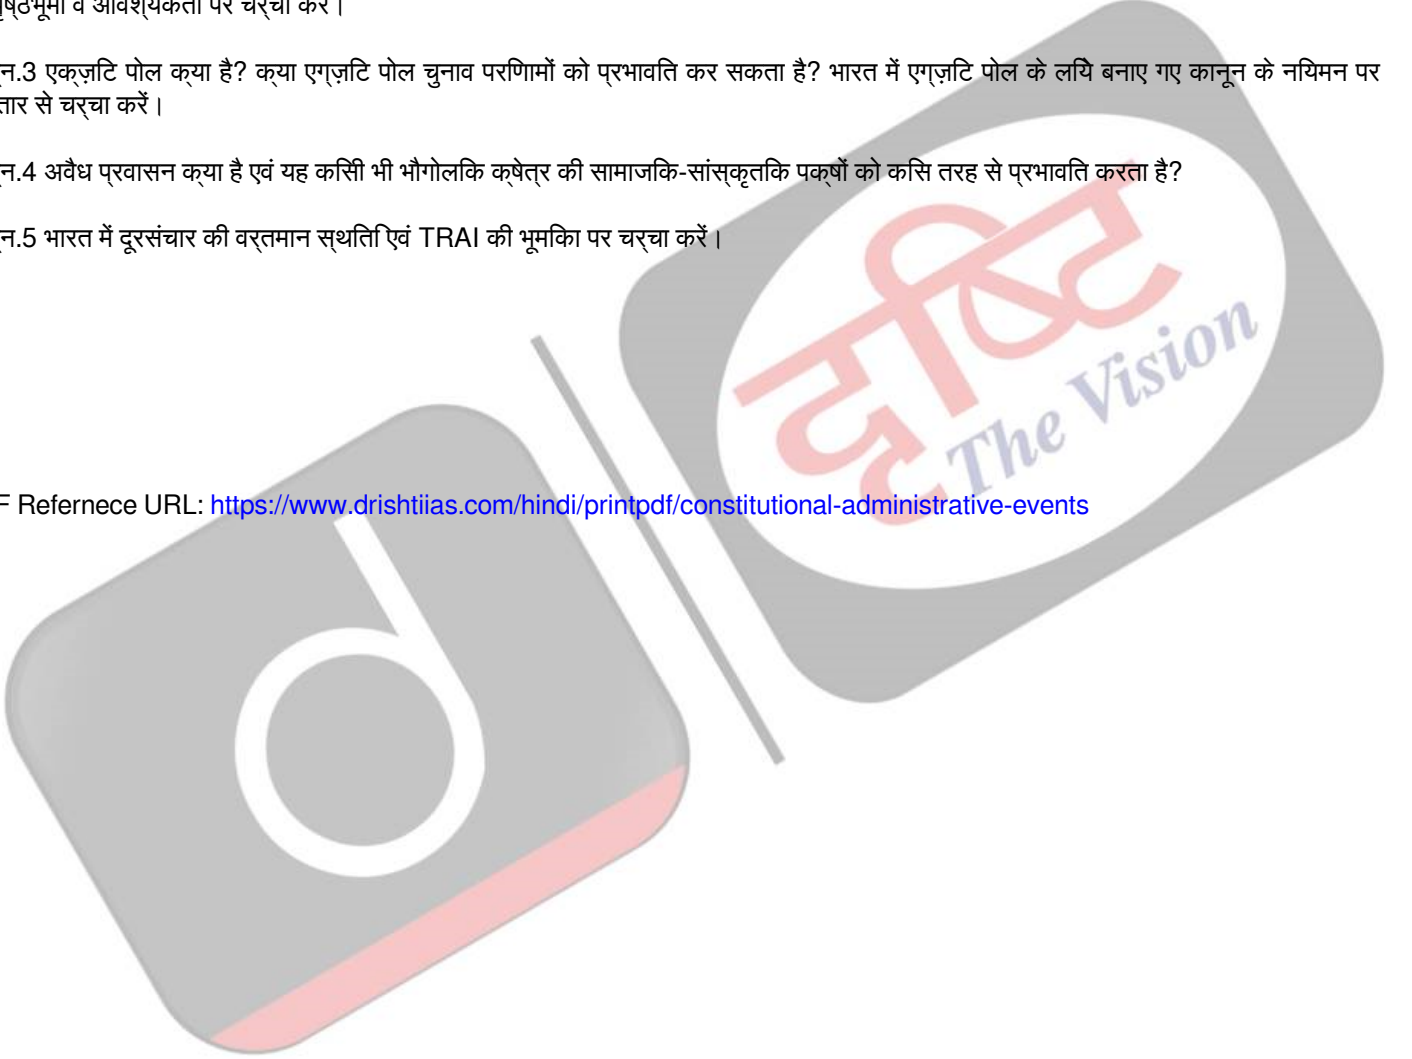 व आवश्यकता पर चर्चा करें।
न.3 एक्ज़िट पोल क्या है? क्या एग्ज़िट पोल चुनाव परिणामों को प्रभावित कर सकता है? भारत में एग्ज़िट पोल के लिये बनाए गए कानून के नियमन पर
तार से चर्चा करें।
न.4 अवैध प्रवासन क्या है एवं यह किसी भी भौगोलिक क्षेत्र की सामाजिक-सांस्कृतिक पक्षों को किस तरह से प्रभावित करता है?
न.5 भारत में दूरसंचार की वर्तमान स्थिति एवं TRAI की भूमिका पर चर्चा करें।
दृष्टि
The Vision
F Refernece URL: https://www.drishtiias.com/hindi/printpdf/constitutional-administrative-events
d